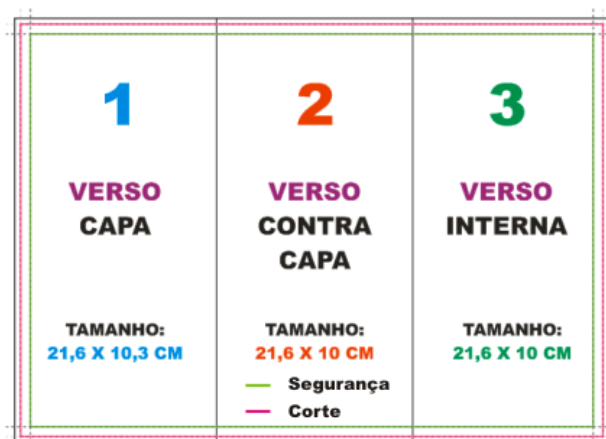 1
VERSO
CAPA
TAMANHO:
21,6 X 10,3 CM
2
VERSO
CONTRA
CAPA
TAMANHO:
21,6 X 10 CM
Segurança
Corte
3
VERSO
INTERNA
TAMANHO:
21,6 X 10 CM